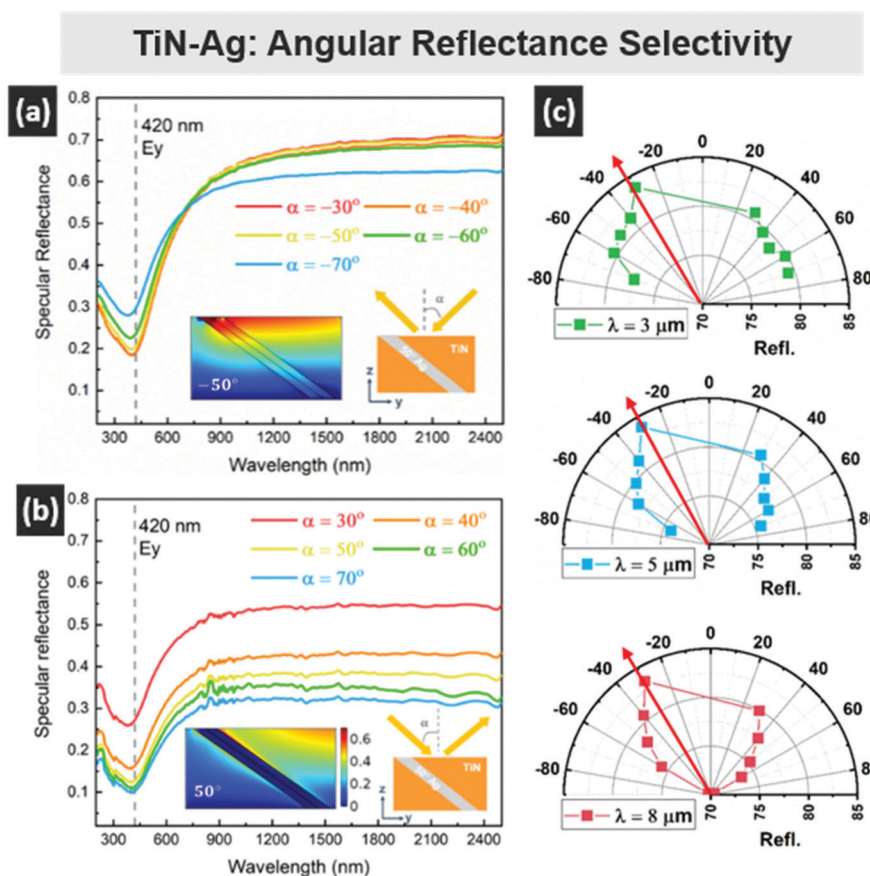 TiN-Ag: Angular Reflectance Selectivity
(a)
0.8
0.7
0.6
0.5
0.4
0.3
0.2
0.1
Specular Reflectance
420 nm
Ey
α = −30° α = −40°
α = −50° α = −60°
α = −70°
−50°
α
TiN
z
y
300 600 900 1200 1500 1800 2100 2400
Wavelength (nm)
(b)
0.8
0.7
0.6
0.5
0.4
0.3
0.2
0.1
Specular reflectance
420 nm
Ey
α = 30° α = 40°
α = 50° α = 60°
α = 70°
50°
0.6
0.4
0.2
0
α
TiN
z
y
300 600 900 1200 1500 1800 2100 2400
Wavelength (nm)
(c)
-80 -60 -40 -20 0 20 40 60 80
70 75 80 85
λ = 3 μm
Refl.
-80 -60 -40 -20 0 20 40 60 80
70 75 80 85
λ = 5 μm
Refl.
-80 -60 -40 -20 0 20 40 60 80
70 75 80 85
λ = 8 μm
Refl.